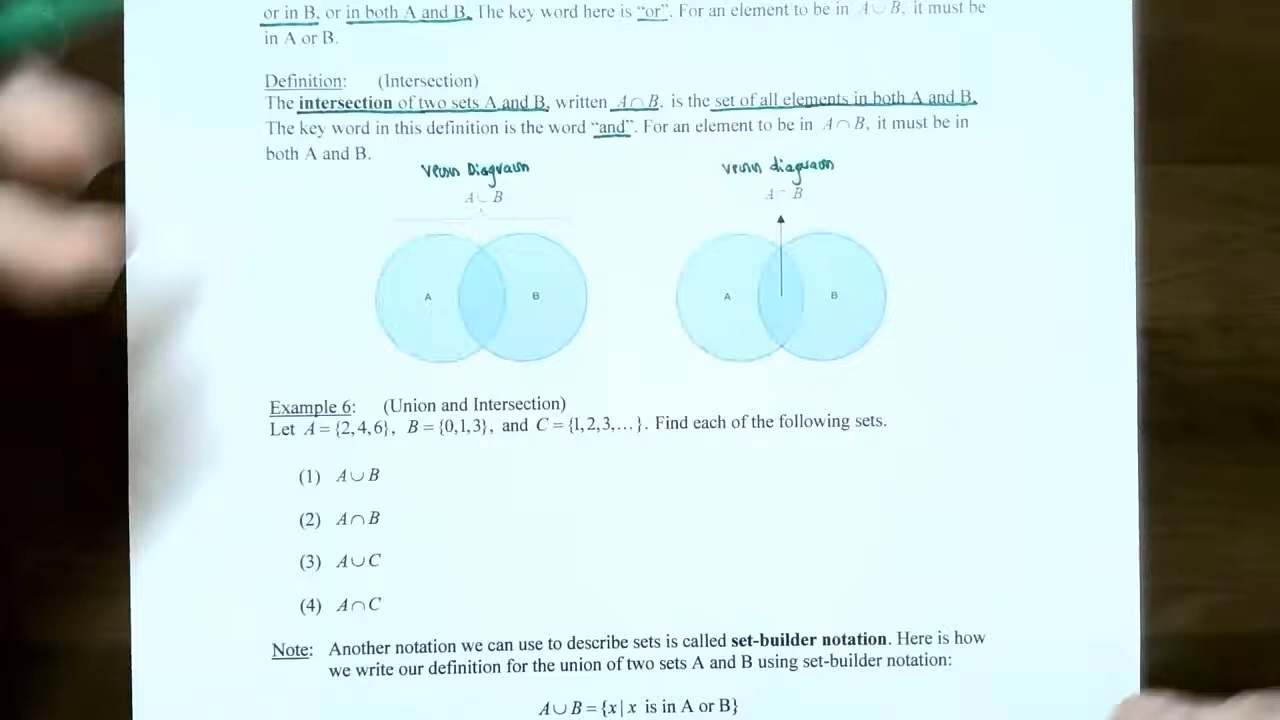 or in B, or in both A and B. The key word here is “or”. For an element to be in A∪B, it must be
in A or B.
Definition: (Intersection)
The intersection of two sets A and B, written A∩B, is the set of all elements in both A and B.
The key word in this definition is the word “and”. For an element to be in A∩B, it must be in
both A and B.
Venn Diagram
Venn diagram
A∪B
A∩B
A
B
A
B
Example 6: (Union and Intersection)
Let A={2,4,6}, B={0,1,3}, and C={1,2,3,...}. Find each of the following sets.
(1) A∪B
(2) A∩B
(3) A∪C
(4) A∩C
Note: Another notation we can use to describe sets is called set-builder notation. Here is how
we write our definition for the union of two sets A and B using set-builder notation:
A∪B={x|x is in A or B}